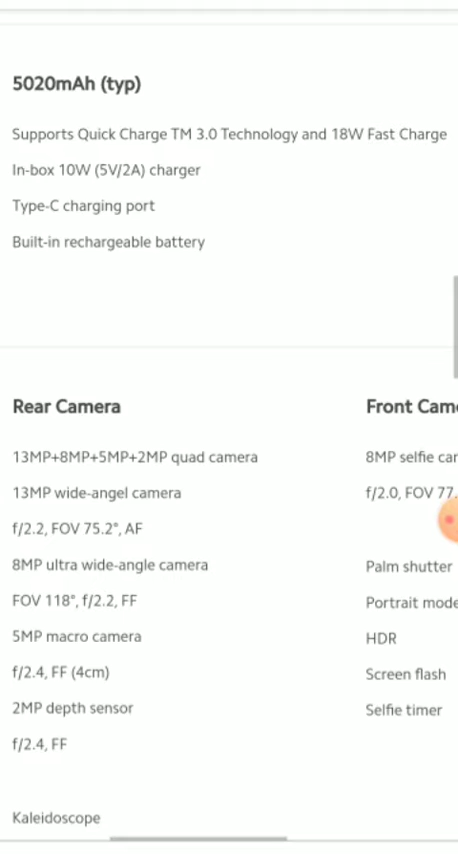 5020mAh (typ)
Supports Quick Charge TM 3.0 Technology and 18W Fast Charge
In-box 10W (5V/2A) charger
Type-C charging port
Built-in rechargeable battery
Rear Camera
13MP+8MP+5MP+2MP quad camera
13MP wide-angel camera
f/2.2, FOV 75.2°, AF
8MP ultra wide-angle camera
FOV 118°, f/2.2, FF
5MP macro camera
f/2.4, FF (4cm)
2MP depth sensor
f/2.4, FF
Kaleidoscope
Front Came
8MP selfie car
f/2.0, FOV 77.
Palm shutter
Portrait mode
HDR
Screen flash
Selfie timer